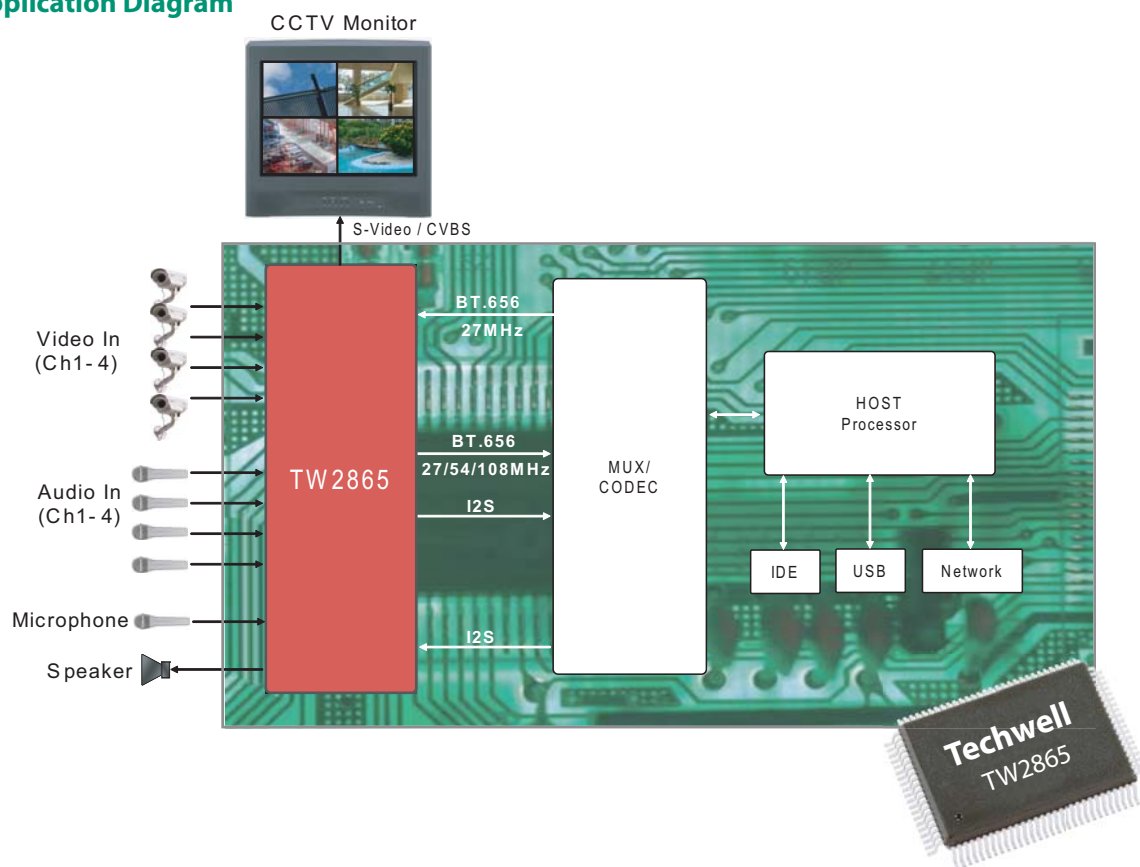 plication Diagram
CCTV Monitor
S-Video / CVBS
Video In
(Ch1-4)
Audio In
(Ch1-4)
Microphone
Speaker
TW2865
BT.656
27MHz
BT.656
27/54/108MHz
I2S
I2S
MUX/
CODEC
HOST
Processor
IDE
USB
Network
Techwell
TW2865